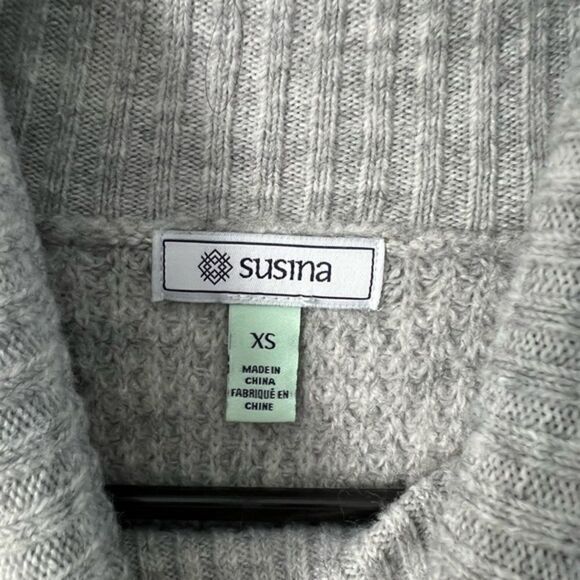 susina
XS
MADE IN
CHINA
FABRIQUÉ EN
CHINE